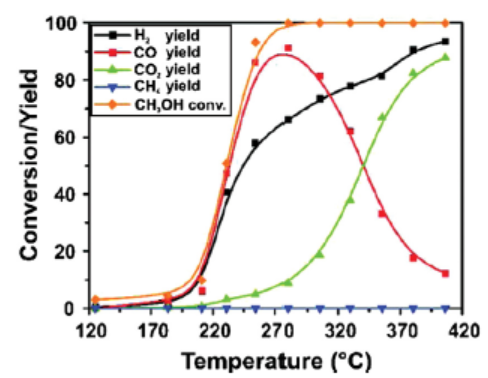 100
80
60
40
20
0
Conversion/Yield
H₂ yield
CO yield
CO₂ yield
CH₄ yield
CH₃OH conv.
120 170 220 270 320 370 420
Temperature (°C)